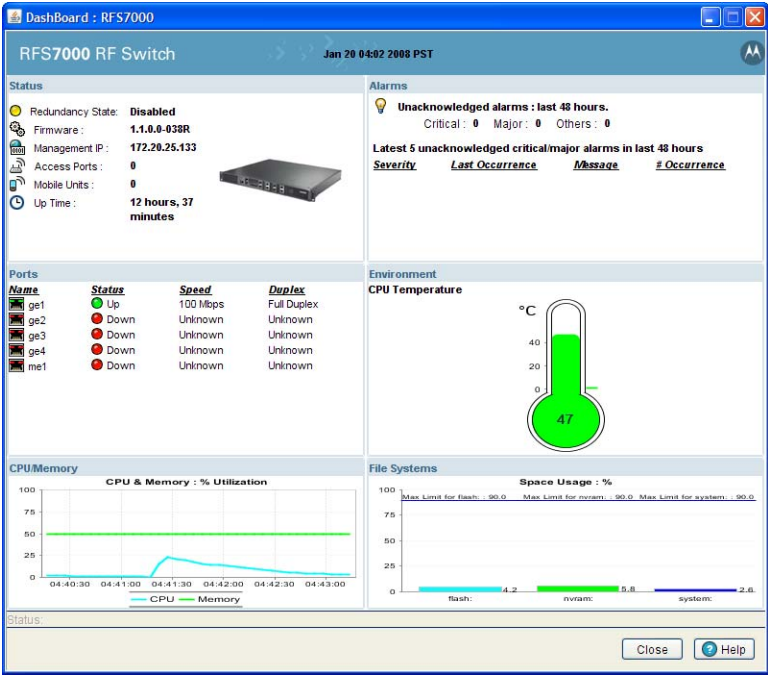 DashBoard : RFS7000
RFS7000 RF Switch
Jan 20 04:02 2008 PST
Status
Redundancy State: Disabled
Firmware : 1.1.0.0-038R
Management IP : 172.20.25.133
Access Ports : 0
Mobile Units : 0
Up Time : 12 hours, 37
minutes
Alarms
Unacknowledged alarms : last 48 hours.
Critical : 0 Major : 0 Others : 0
Latest 5 unacknowledged critical/major alarms in last 48 hours
Severity Last Occurrence Message # Occurrence
Ports
Name Status Speed Duplex
ge1 Up 100 Mbps Full Duplex
ge2 Down Unknown Unknown
ge3 Down Unknown Unknown
ge4 Down Unknown Unknown
me1 Down Unknown Unknown
Environment
CPU Temperature
°C
40
20
0
47
CPU/Memory
CPU & Memory : % Utilization
100
75
50
25
0
04:40:30 04:41:00 04:41:30 04:42:00 04:42:30 04:43:00
CPU Memory
File Systems
Space Usage : %
100
Max Limit for flash: : 90.0 Max Limit for nvram: : 90.0 Max Limit for system: : 90.0
75
50
25
0
4.2 5.8 2.6
flash: nvram: system:
Status:
Close Help